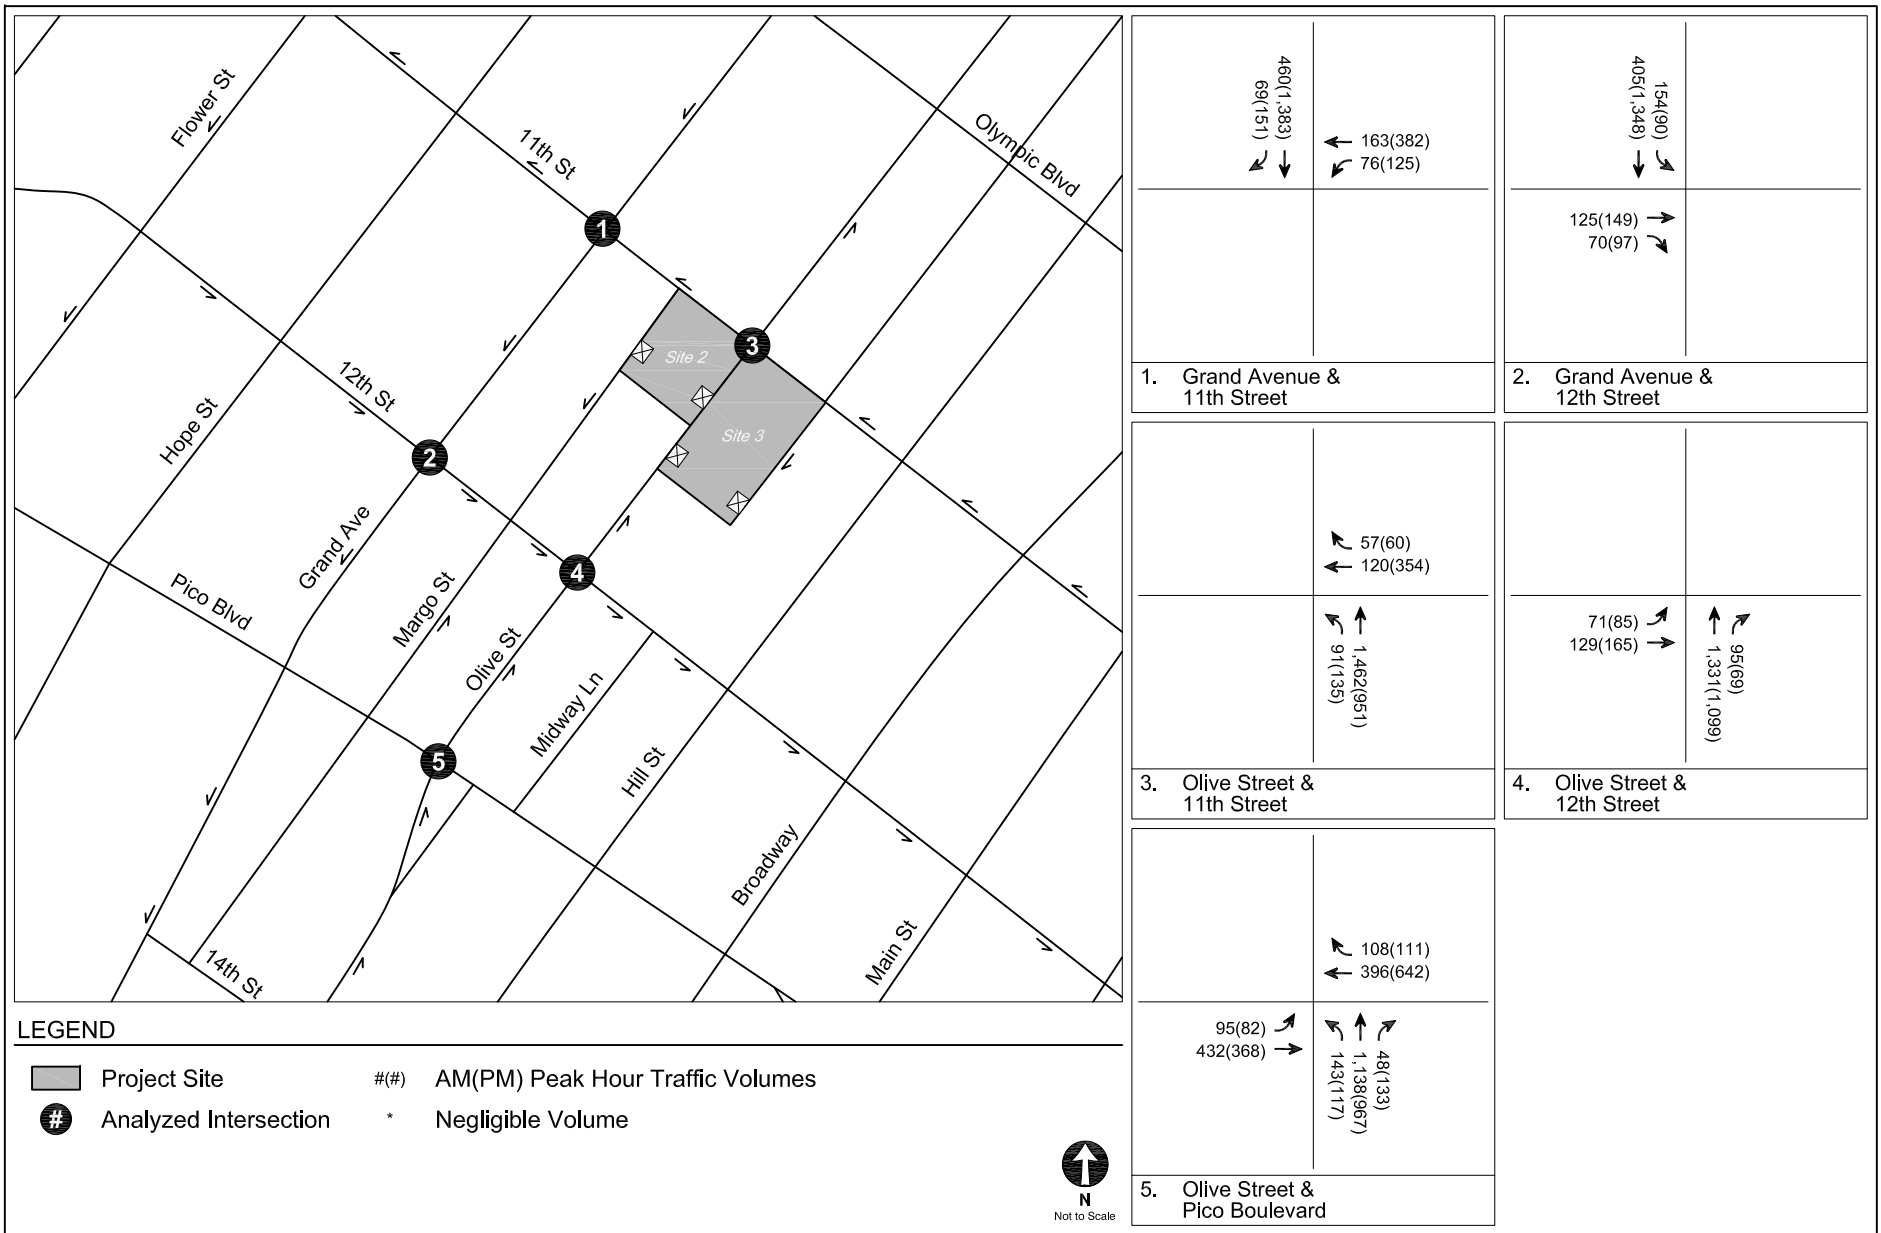 Flower St
11th St
Olympic Blvd
1
3
Site 2
Site 3
12th St
Hope St
2
Grand Ave
4
Pico Blvd
Margo St
Olive St
Midway Ln
5
Hill St
Broadway
Main St
14th St
460(1,383)
69(151)
163(382)
76(125)
1. Grand Avenue &
11th Street
154(90)
405(1,348)
125(149)
70(97)
2. Grand Avenue &
12th Street
57(60)
120(354)
91(135)
1,462(951)
3. Olive Street &
11th Street
71(85)
129(165)
1,331(1,099)
95(69)
4. Olive Street &
12th Street
108(111)
396(642)
95(82)
432(368)
143(117)
1,138(967)
48(133)
5. Olive Street &
Pico Boulevard
LEGEND
Project Site
#(#) AM(PM) Peak Hour Traffic Volumes
# Analyzed Intersection
* Negligible Volume
N
Not to Scale